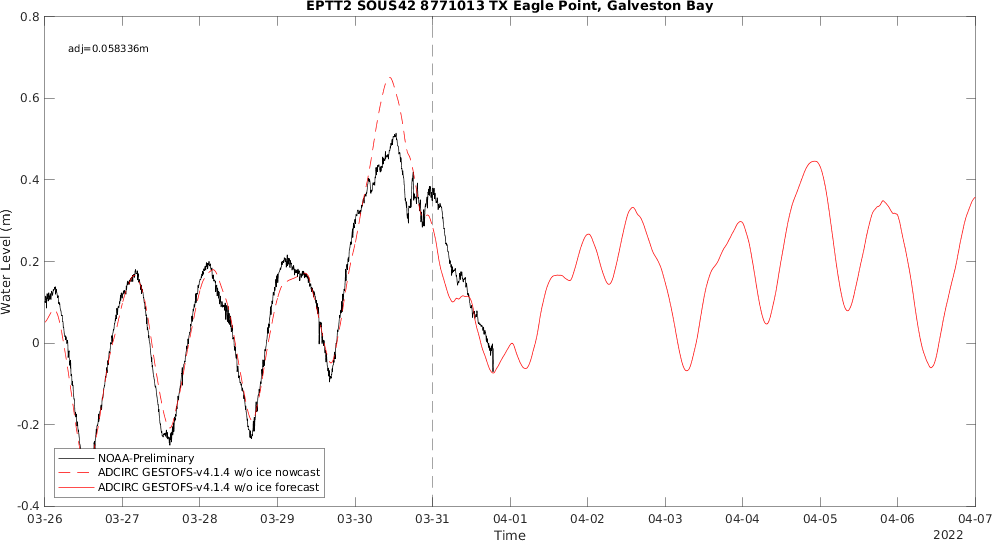 EPTT2 SOUS42 8771013 TX Eagle Point, Galveston Bay
adj=0.058336m
0.8
0.6
0.4
0.2
0
-0.2
-0.4
Water Level (m)
NOAA-Preliminary
ADCIRC GESTOFS-v4.1.4 w/o ice nowcast
ADCIRC GESTOFS-v4.1.4 w/o ice forecast
03-26 03-27 03-28 03-29 03-30 03-31 04-01 04-02 04-03 04-04 04-05 04-06 04-07
Time
2022